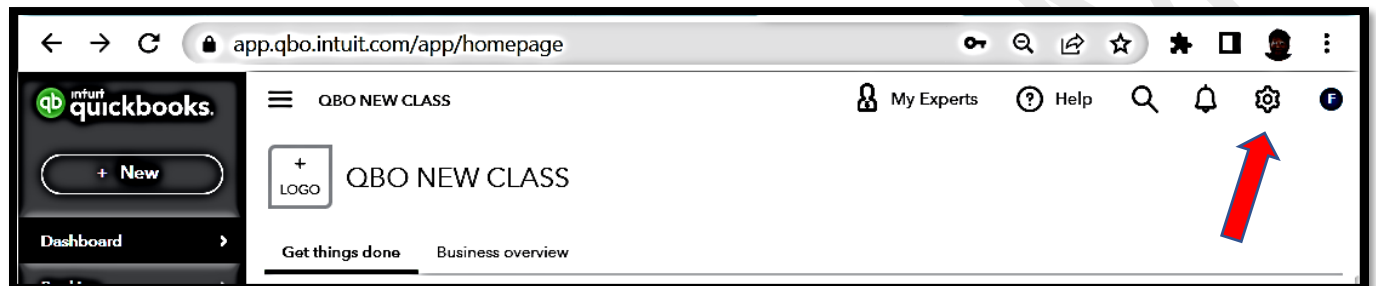 app.qbo.intuit.com/app/homepage
intuit quickbooks.
QBO NEW CLASS
My Experts
? Help
F
+ New
+
LOGO
QBO NEW CLASS
Dashboard
Get things done
Business overview